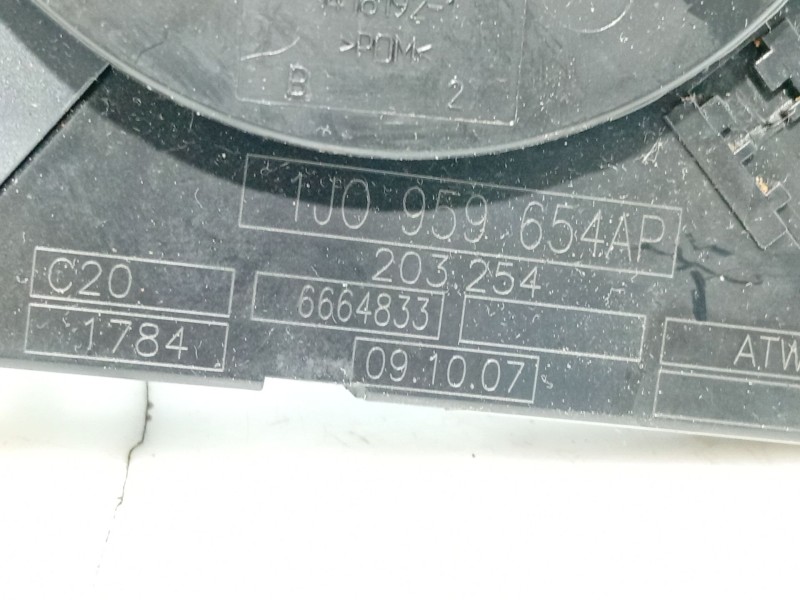 >POM<
B 2
1J0 959 654AP
203 254
C20
6664833
1784
09.10.07
ATW